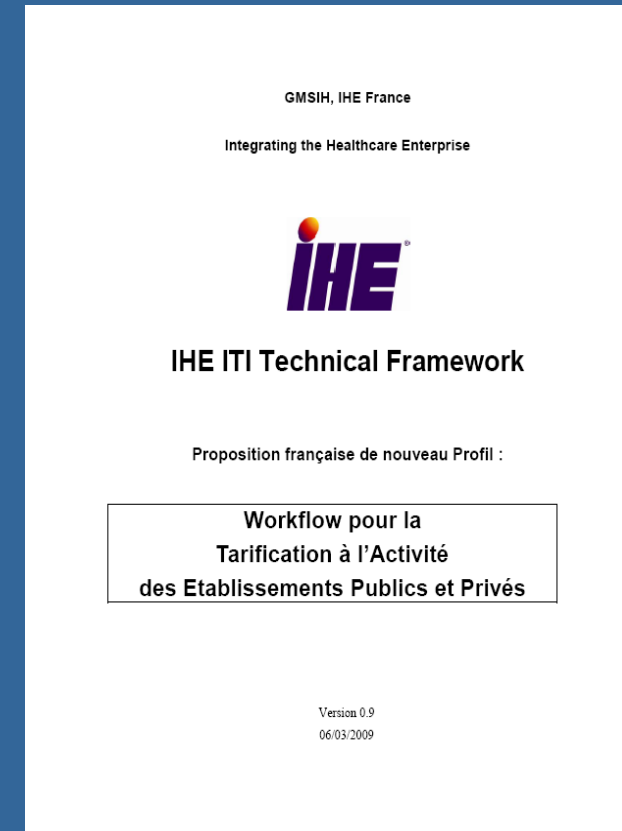 GMSIH, IHE France
Integrating the Healthcare Enterprise
IHE
IHE ITI Technical Framework
Proposition française de nouveau Profil :
Workflow pour la
Tarification à l'Activité
des Etablissements Publics et Privés
Version 0.9
06/03/2009